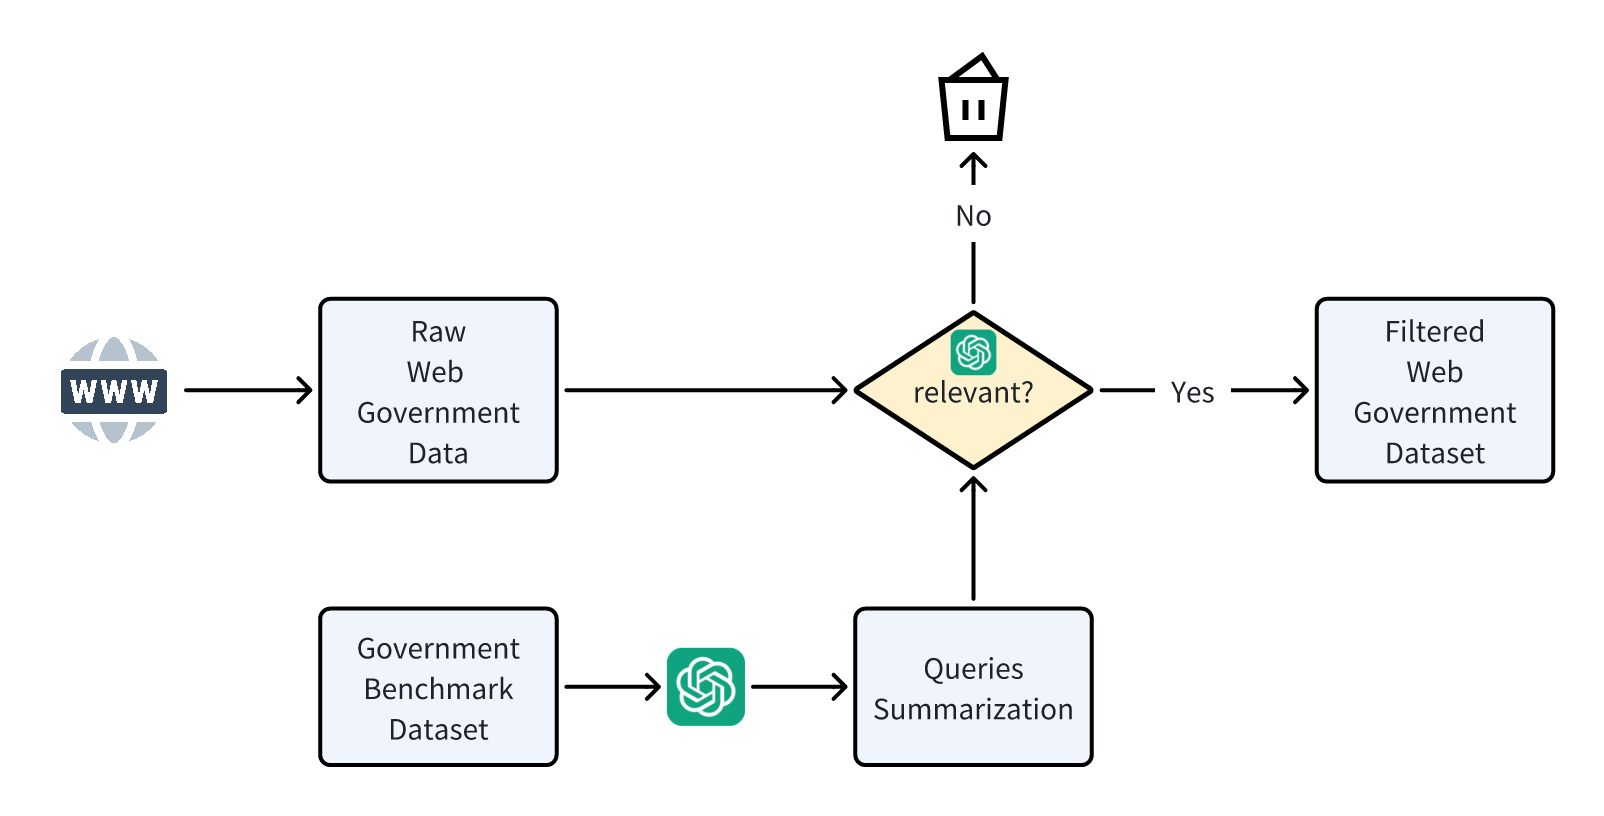 No
WWW
Raw
Web
Government
Data
relevant?
Yes
Filtered
Web
Government
Dataset
Government
Benchmark
Dataset
Queries
Summarization